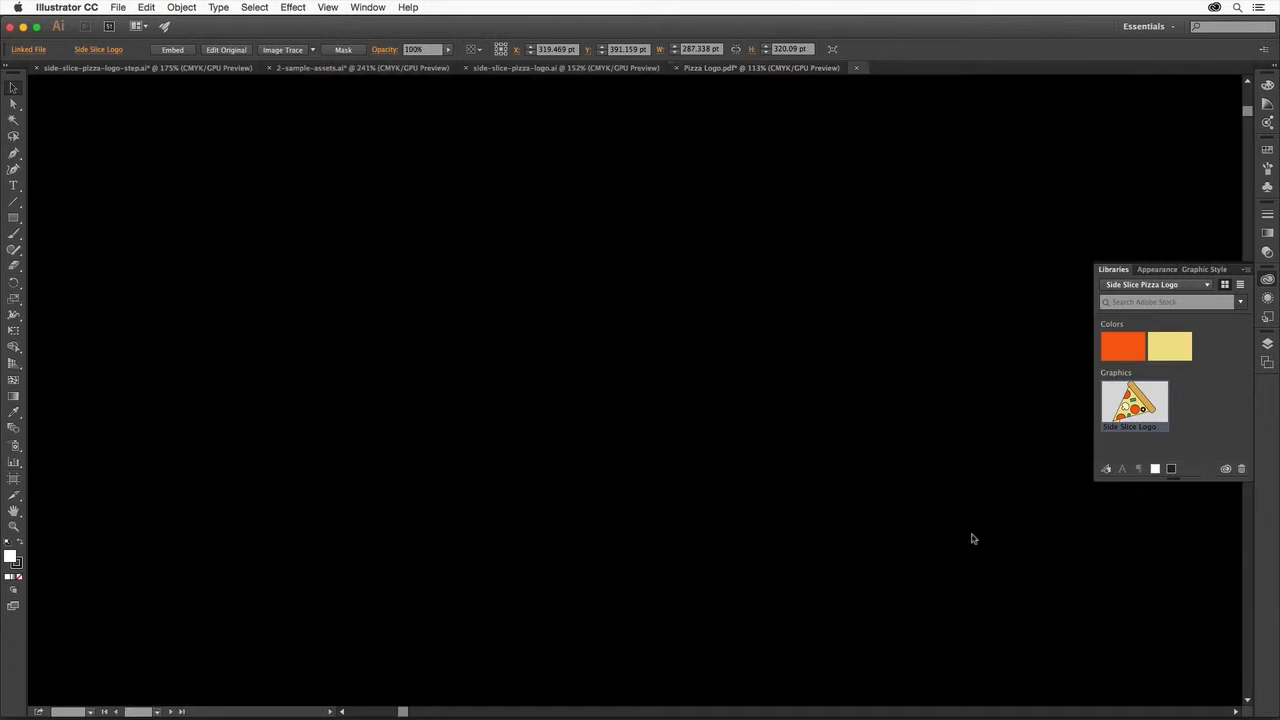 Illustrator CC File Edit Object Type Select Effect View Window Help
Ai St Essentials
Linked File Side Slice Logo Embed Edit Original Image Trace Mask Opacity: 100% X: 319.469 pt Y: 391.159 pt W: 287.338 pt H: 320.09 pt
side-slice-pizza-logo-step.ai* @ 175% (CMYK/GPU Preview) 2-sample-assets.ai* @ 241% (CMYK/GPU Preview) side-slice-pizza-logo.ai @ 152% (CMYK/GPU Preview) Pizza Logo.pdf* @ 113% (CMYK/GPU Preview)
Libraries Appearance Graphic Style
Side Slice Pizza Logo
Search Adobe Stock
Colors
Graphics
Side Slice Logo